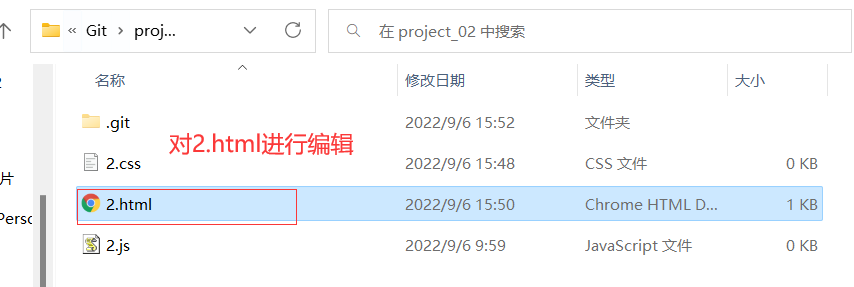 « Git › proj...
在 project_02 中搜索
名称 修改日期 类型 大小
.git 2022/9/6 15:52 文件夹
对2.html进行编辑
2.css 2022/9/6 15:48 CSS 文件 0 KB
片
2.html 2022/9/6 15:50 Chrome HTML D... 1 KB
Perso
2.js 2022/9/6 9:59 JavaScript 文件 0 KB